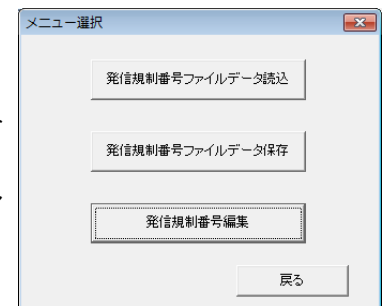 メニュー選択
発信規制番号ファイルデータ読込
発信規制番号ファイルデータ保存
発信規制番号編集
戻る